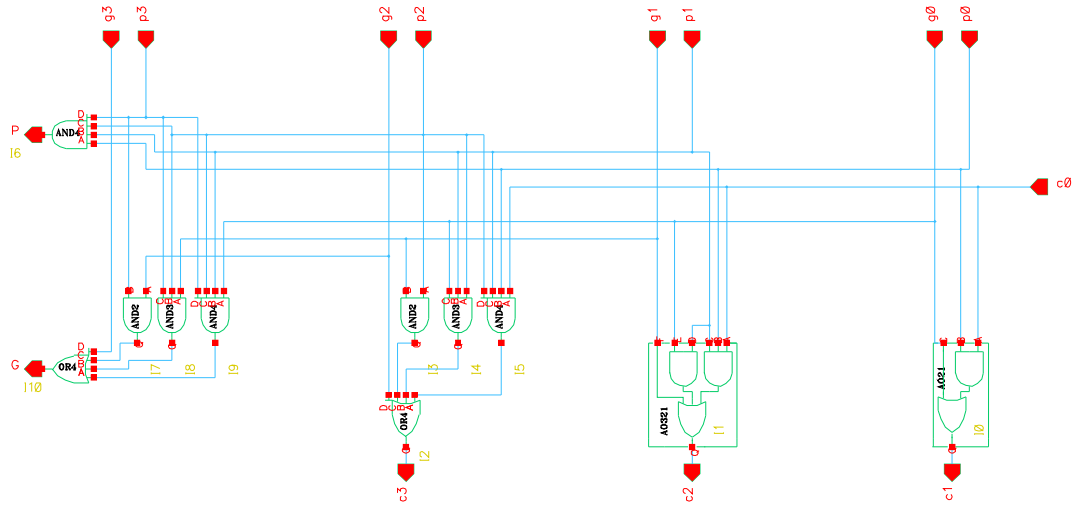 g3
p3
g2
p2
g1
p1
g0
p0
P
AND4
D
C
B
A
I6
c0
B
A
C
B
A
D
C
B
A
B
A
C
B
A
D
C
B
A
AND2
AND3
AND4
AND2
AND3
AND4
G
OR4
D
C
B
A
I10
I7
I8
I9
I3
I4
I5
D
C
B
A
OR4
I2
AO321
I1
AO21
I0
c3
c2
c1